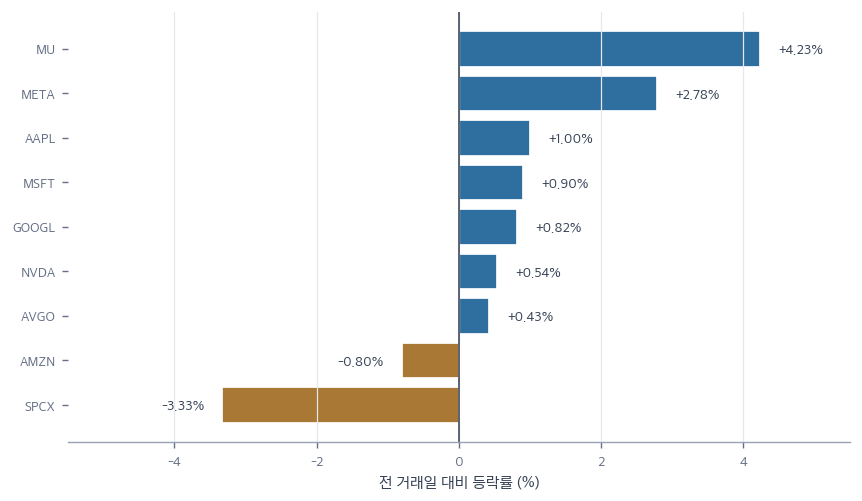 MU +4.23%
META +2.78%
AAPL +1.00%
MSFT +0.90%
GOOGL +0.82%
NVDA +0.54%
AVGO +0.43%
AMZN −0.80%
SPCX −3.33%
−4 −2 0 2 4
전 거래일 대비 등락률 (%)